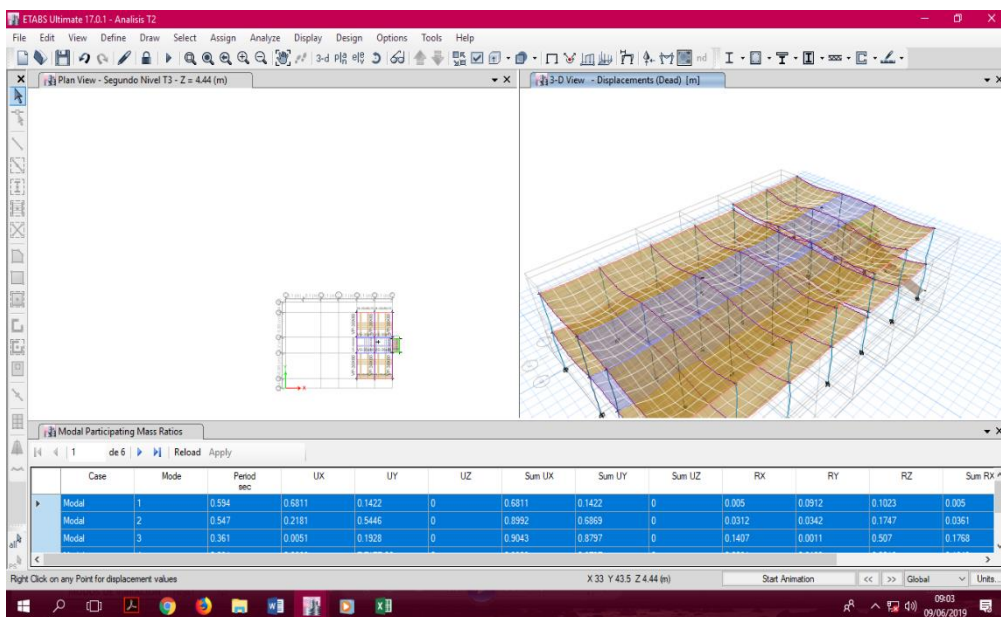 ETABS Ultimate 17.0.1 - Analisis T2
File Edit View Define Draw Select Assign Analyze Display Design Options Tools Help
3-d nd
Plan View - Segundo Nivel T3 - Z = 4.44 (m)
3-D View - Displacements (Dead) [m]
Modal Participating Mass Ratios
1 de 6 Reload Apply
Case Mode Period UX UY UZ Sum UX Sum UY Sum UZ RX RY RZ Sum RX
sec
Modal 1 0.594 0.6811 0.1422 0 0.6811 0.1422 0 0.005 0.0912 0.1023 0.005
Modal 2 0.547 0.2181 0.5446 0 0.8992 0.6869 0 0.0312 0.0342 0.1747 0.0361
Modal 3 0.361 0.0051 0.1928 0 0.9043 0.8797 0 0.1407 0.0011 0.507 0.1768
all
Right Click on any Point for displacement values X 33 Y 43.5 Z 4.44 (m) Start Animation << >> Global Units...
09:03
09/06/2019